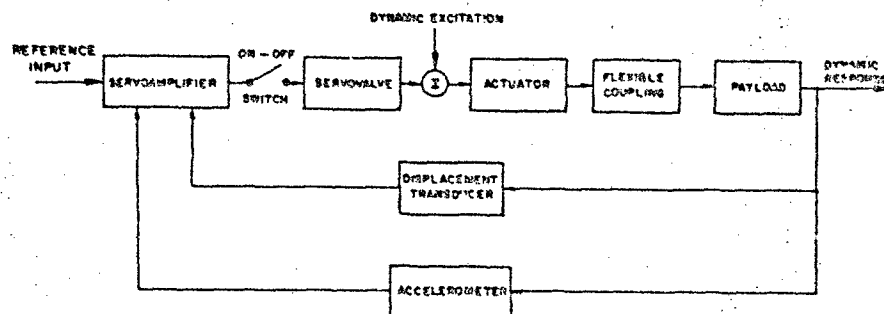 DYNAMIC EXCITATION
REFERENCE
INPUT
ON - OFF
SWITCH
SERVOAMPLIFIER
SERVOVALVE
Σ
ACTUATOR
FLEXIBLE
COUPLING
PAYLOAD
DYNAMIC
RESPONSE
DISPLACEMENT
TRANSDUCER
ACCELEROMETER